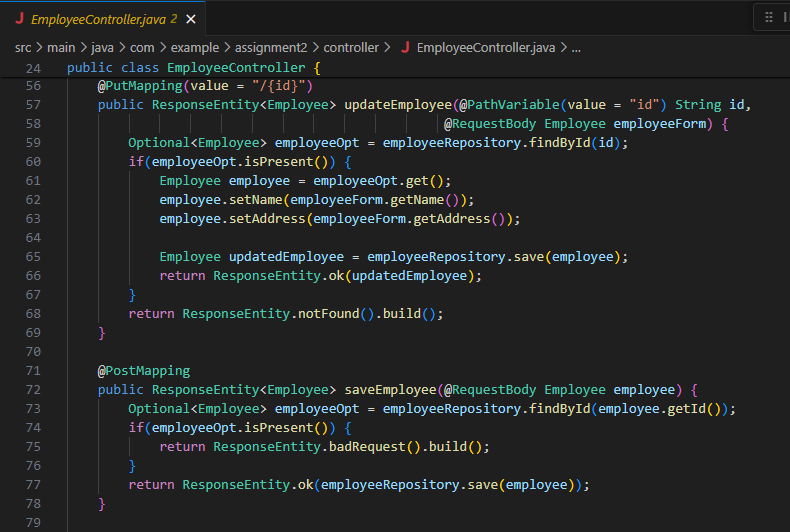 EmployeeController.java 2
src > main > java > com > example > assignment2 > controller > EmployeeController.java > ...
24 public class EmployeeController {
56 @PutMapping(value = "/{id}")
57 public ResponseEntity<Employee> updateEmployee(@PathVariable(value = "id") String id,
58 @RequestBody Employee employeeForm) {
59 Optional<Employee> employeeOpt = employeeRepository.findById(id);
60 if(employeeOpt.isPresent()) {
61 Employee employee = employeeOpt.get();
62 employee.setName(employeeForm.getName());
63 employee.setAddress(employeeForm.getAddress());
64
65 Employee updatedEmployee = employeeRepository.save(employee);
66 return ResponseEntity.ok(updatedEmployee);
67 }
68 return ResponseEntity.notFound().build();
69 }
70
71 @PostMapping
72 public ResponseEntity<Employee> saveEmployee(@RequestBody Employee employee) {
73 Optional<Employee> employeeOpt = employeeRepository.findById(employee.getId());
74 if(employeeOpt.isPresent()) {
75 return ResponseEntity.badRequest().build();
76 }
77 return ResponseEntity.ok(employeeRepository.save(employee));
78 }
79